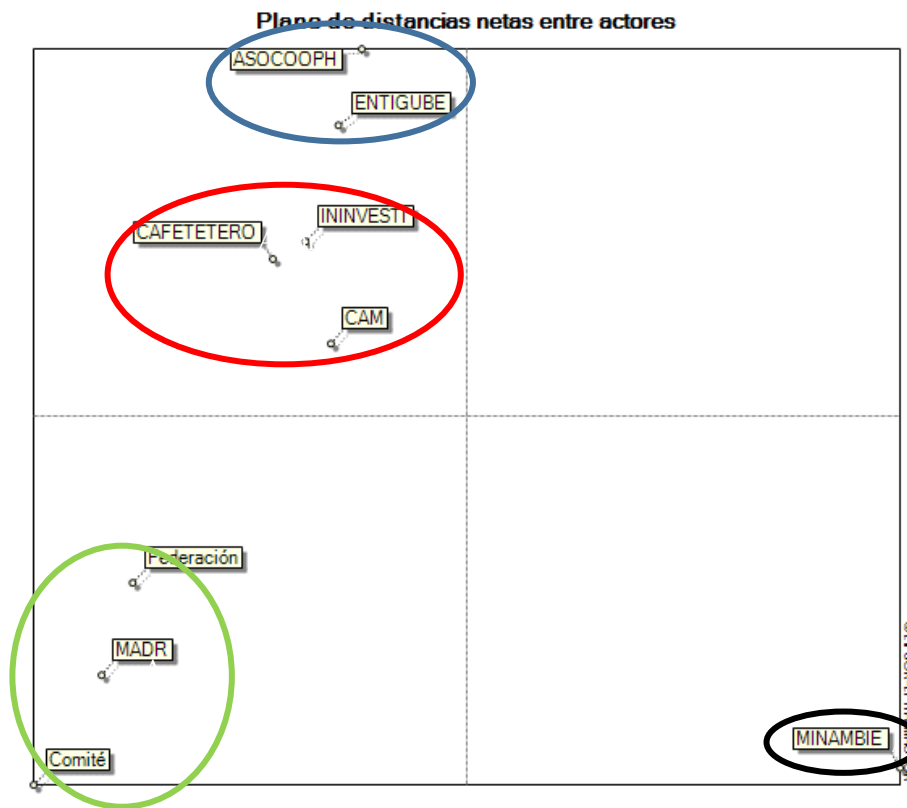 Plano de distancias netas entre actores
ASOCOOPH
ENTIGUBE
ININVESTI
CAFETETERO
CAM
Federación
MADR
MINAMBIE
Comité